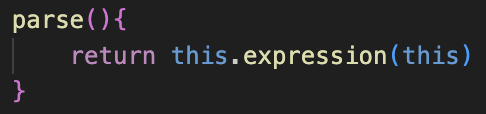 parse(){
    return this.expression(this)
}